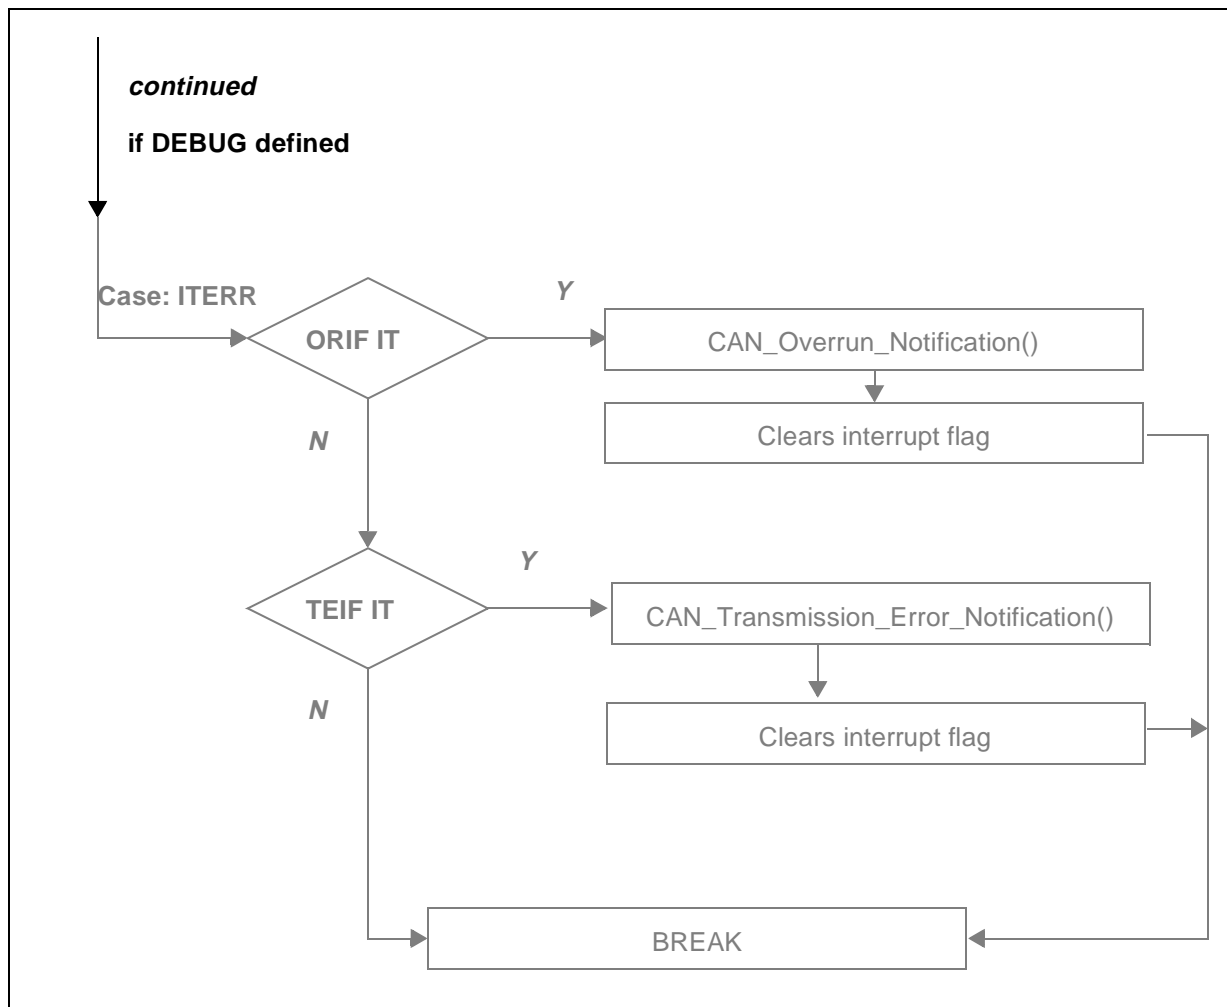 continued
if DEBUG defined
Case: ITERR
Y
ORIF IT
CAN_Overrun_Notification()
Clears interrupt flag
N
Y
TEIF IT
CAN_Transmission_Error_Notification()
N
Clears interrupt flag
BREAK